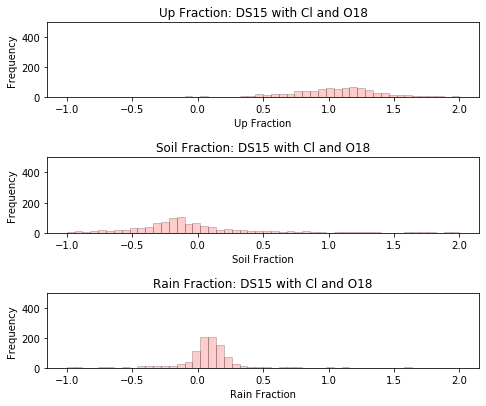 Up Fraction: DS15 with Cl and O18
Frequency
400
200
0
−1.0 −0.5 0.0 0.5 1.0 1.5 2.0
Up Fraction
Soil Fraction: DS15 with Cl and O18
Frequency
400
200
0
−1.0 −0.5 0.0 0.5 1.0 1.5 2.0
Soil Fraction
Rain Fraction: DS15 with Cl and O18
Frequency
400
200
0
−1.0 −0.5 0.0 0.5 1.0 1.5 2.0
Rain Fraction